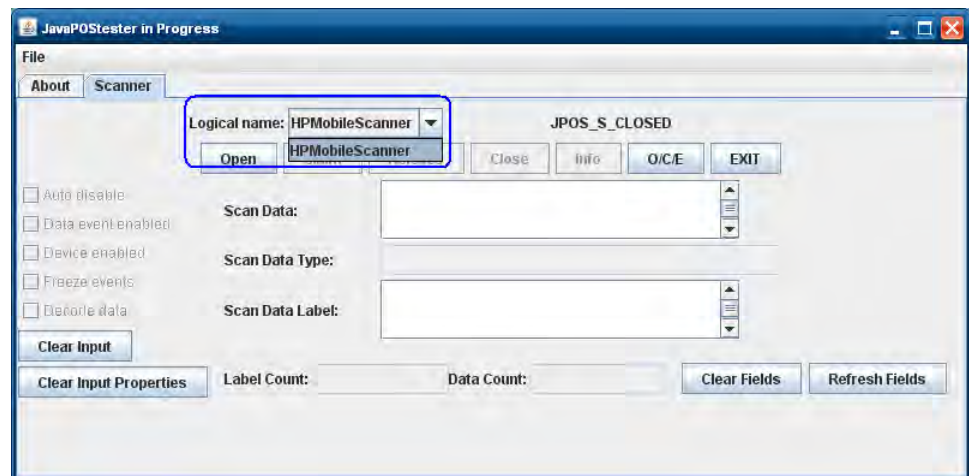 JavaPOStester in Progress
File
About Scanner
Logical name: HPMobileScanner JPOS_S_CLOSED
HPMobileScanner
Open Close Info O/C/E EXIT
Auto disable
Data event enabled
Device enabled
Freeze events
Decode data
Scan Data:
Scan Data Type:
Scan Data Label:
Clear Input
Clear Input Properties Label Count: Data Count: Clear Fields Refresh Fields